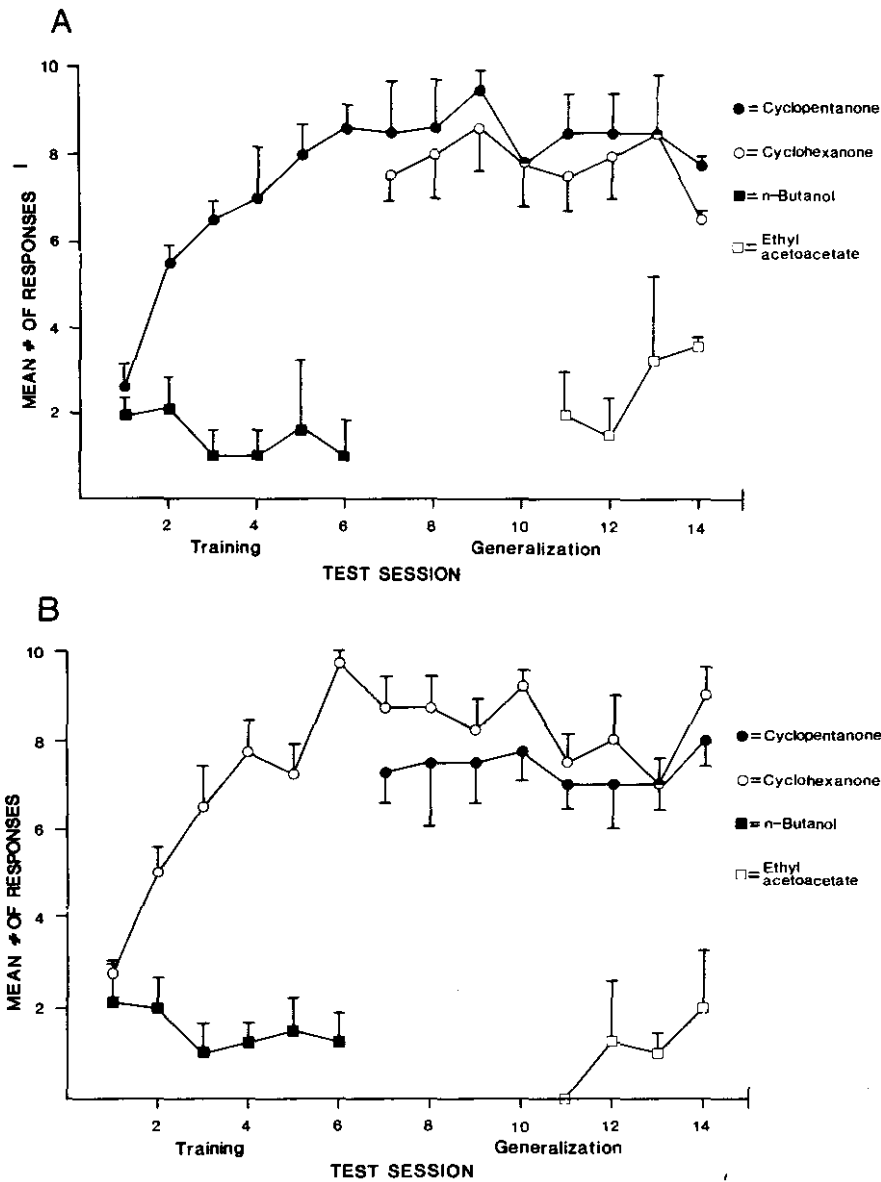 A
10
8
6
4
2
MEAN # OF RESPONSES
● = Cyclopentanone
○ = Cyclohexanone
■ = n-Butanol
□ = Ethyl
acetoacetate
2 4 6 8 10 12 14
Training Generalization
TEST SESSION
B
10
8
6
4
2
MEAN # OF RESPONSES
● = Cyclopentanone
○ = Cyclohexanone
■ = n-Butanol
□ = Ethyl
acetoacetate
2 4 6 8 10 12 14
Training Generalization
TEST SESSION